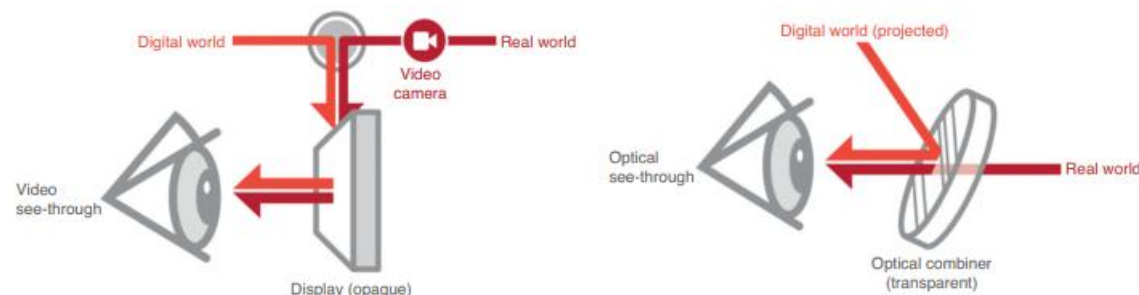 Digital world
Real world
Video
camera
Video
see-through
Display (opaque)
Digital world (projected)
Optical
see-through
Real world
Optical combiner
(transparent)